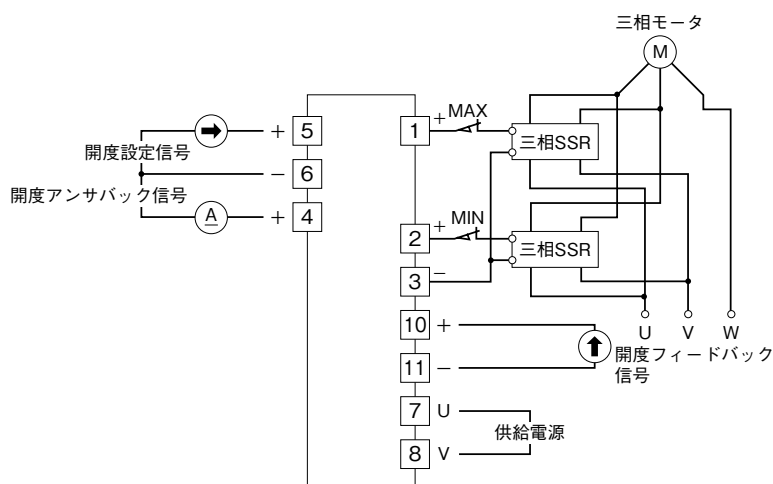 三相モータ
M
+ MAX
5
+
1
三相SSR
開度設定信号
6
−
開度アンサバック信号
4
+
A
+ MIN
2
三相SSR
3
−
10 +
U V W
開度フィードバック
信号
11 −
7 U
供給電源
8 V